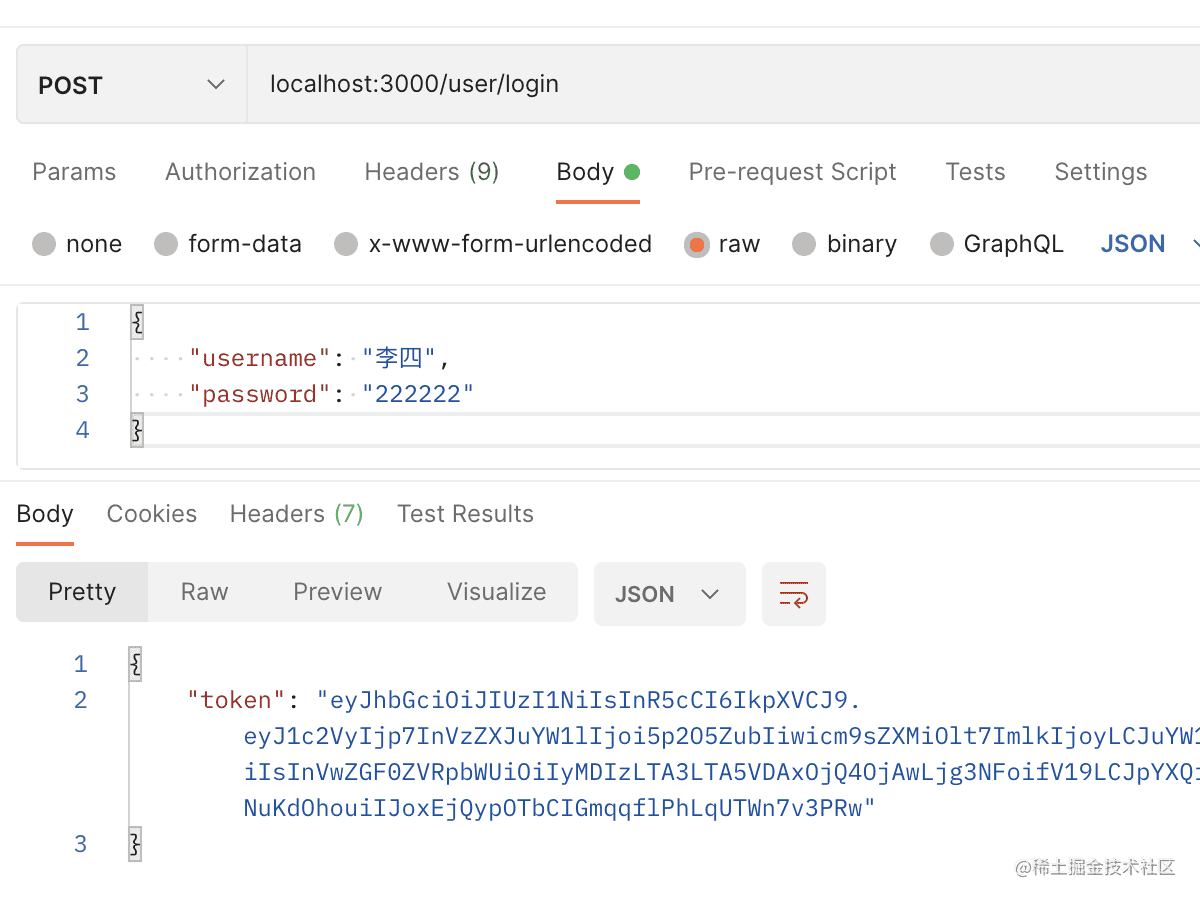 POST localhost:3000/user/login
Params Authorization Headers (9) Body Pre-request Script Tests Settings
none form-data x-www-form-urlencoded raw binary GraphQL JSON
1 {
2 "username": "李四",
3 "password": "222222"
4 }
Body Cookies Headers (7) Test Results
Pretty Raw Preview Visualize JSON
1 {
2 "token": "eyJhbGciOiJIUzI1NiIsInR5cCI6IkpXVCJ9.
eyJ1c2VyIjp7InVzZXJuYW1lIjoi5p2O5ZubIiwicm9sZXMiOlt7ImlkIjoyLCJuYW1
iIsInVwZGF0ZVRpbWUiOiIyMDIzLTA3LTA5VDAxOjQ4OjAwLjg3NFoifV19LCJpYXQi
NuKdOhouiIJoxEjQypOTbCIGmqqflPhLqUTWn7v3PRw"
3 }
@稀土掘金技术社区